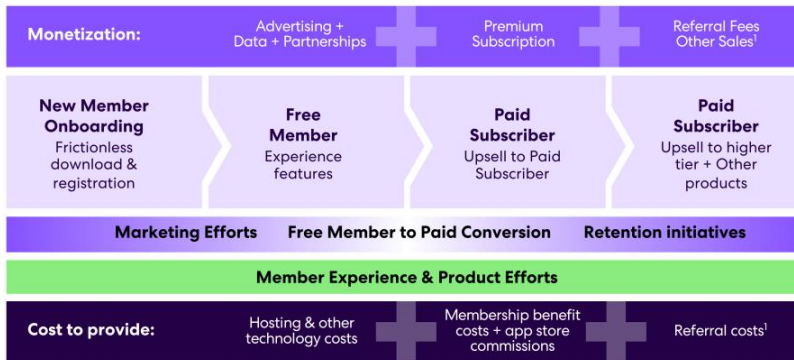 Monetization:
Advertising +
Data + Partnerships
Premium
Subscription
Referral Fees
Other Sales¹
New Member
Onboarding
Frictionless
download &
registration
Free
Member
Experience
features
Paid
Subscriber
Upsell to Paid
Subscriber
Paid
Subscriber
Upsell to higher
tier + Other
products
Marketing Efforts
Free Member to Paid Conversion
Retention initiatives
Member Experience & Product Efforts
Cost to provide:
Hosting & other
technology costs
Membership benefit
costs + app store
commissions
Referral costs¹